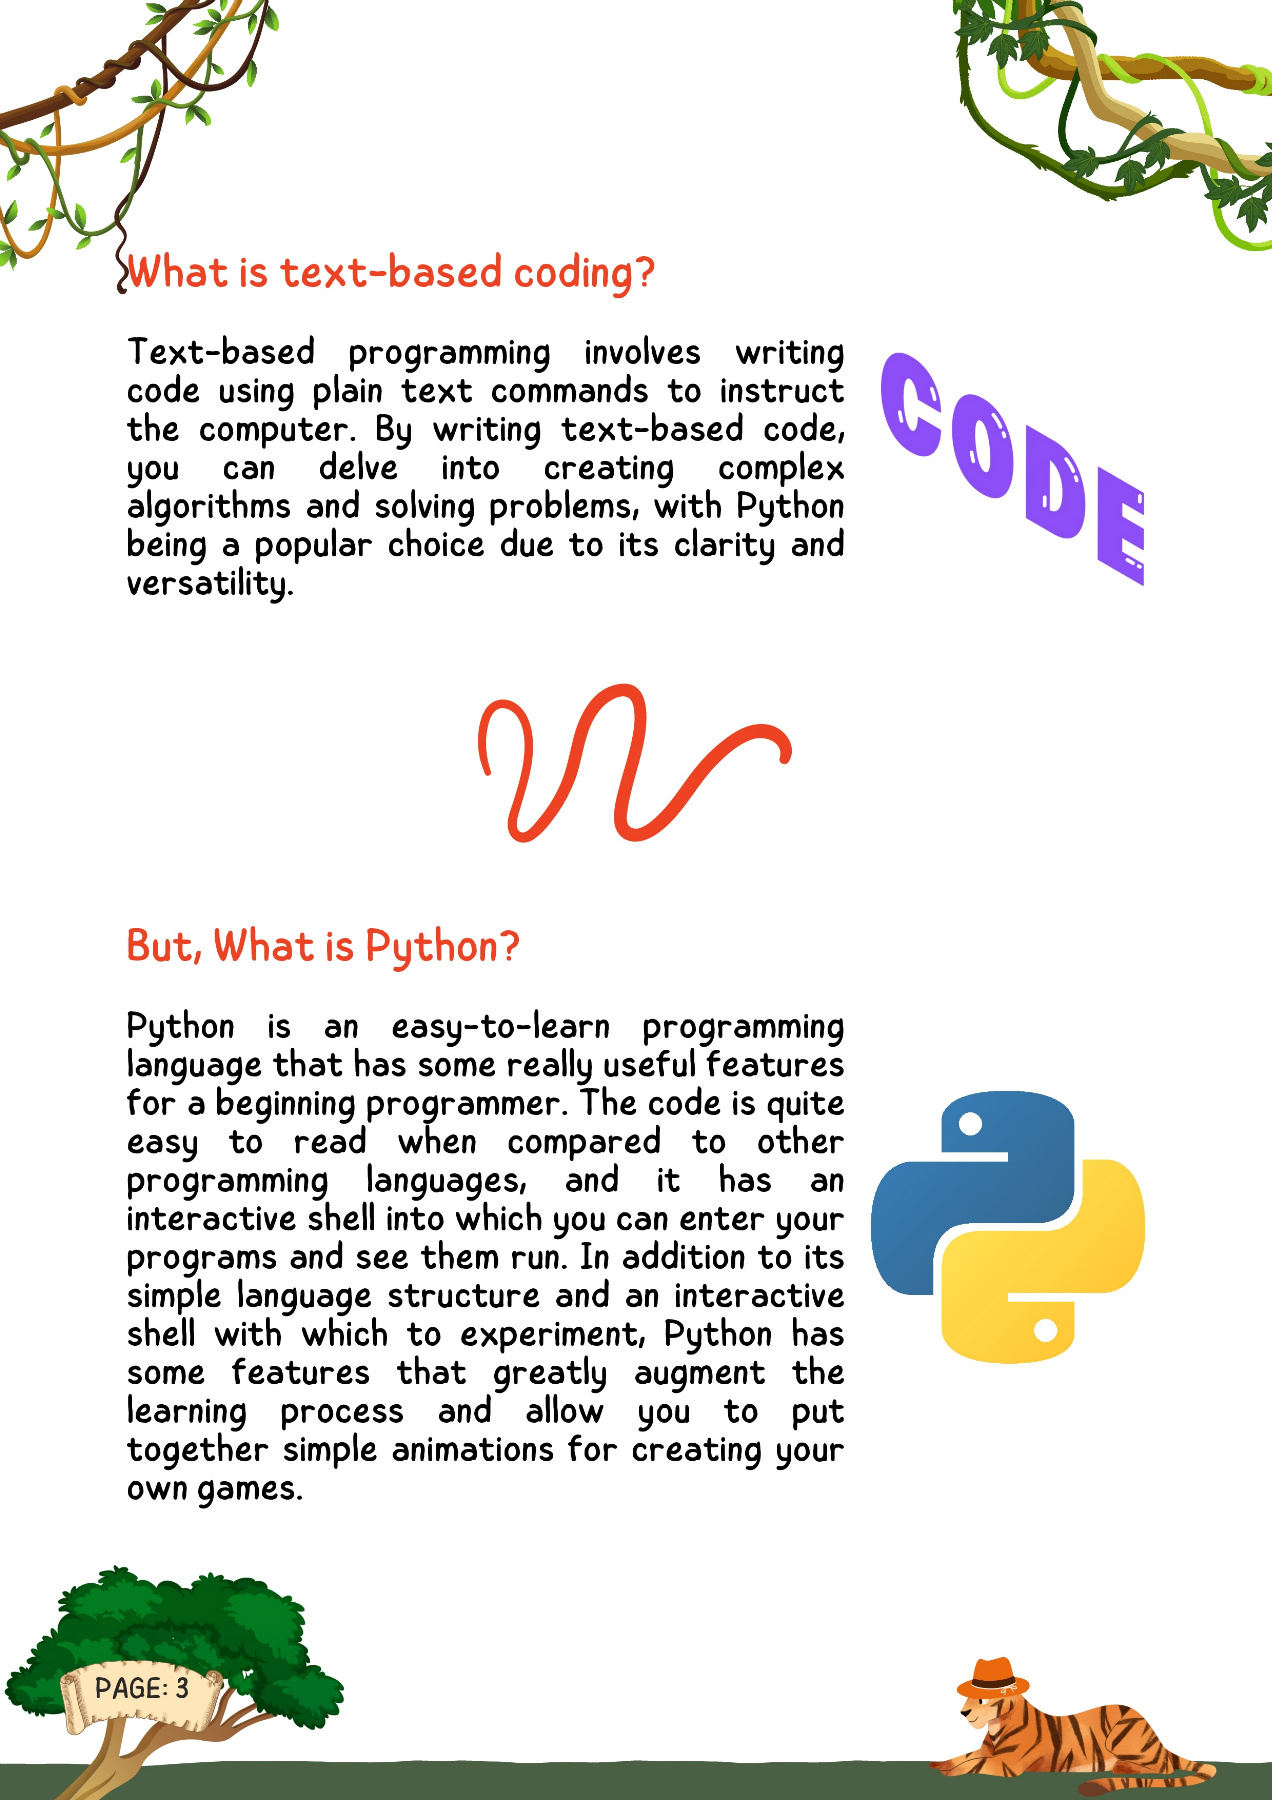 What is text-based coding?
Text-based programming involves writing
code using plain text commands to instruct
the computer. By writing text-based code,
you can delve into creating complex
algorithms and solving problems, with Python
being a popular choice due to its clarity and
versatility.
CODE
But, What is Python?
Python is an easy-to-learn programming
language that has some really useful features
for a beginning programmer. The code is quite
easy to read when compared to other
programming languages, and it has an
interactive shell into which you can enter your
programs and see them run. In addition to its
simple language structure and an interactive
shell with which to experiment, Python has
some features that greatly augment the
learning process and allow you to put
together simple animations for creating your
own games.
PAGE: 3